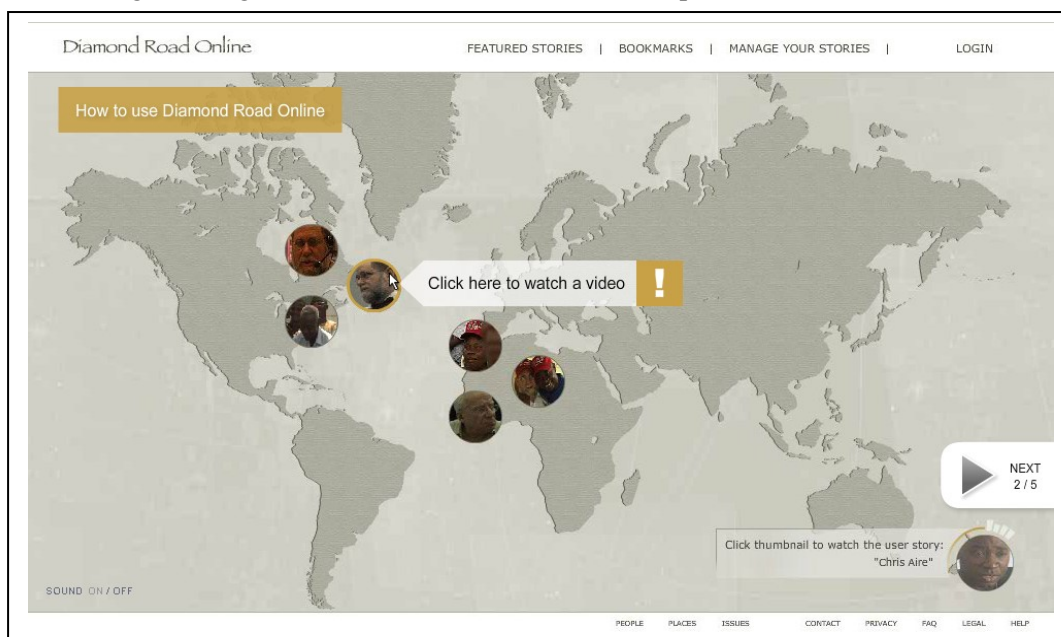 Diamond Road Online
FEATURED STORIES | BOOKMARKS | MANAGE YOUR STORIES | LOGIN
How to use Diamond Road Online
Click here to watch a video !
NEXT
2 / 5
Click thumbnail to watch the user story:
"Chris Aire"
SOUND ON / OFF
PEOPLE PLACES ISSUES CONTACT PRIVACY FAQ LEGAL HELP